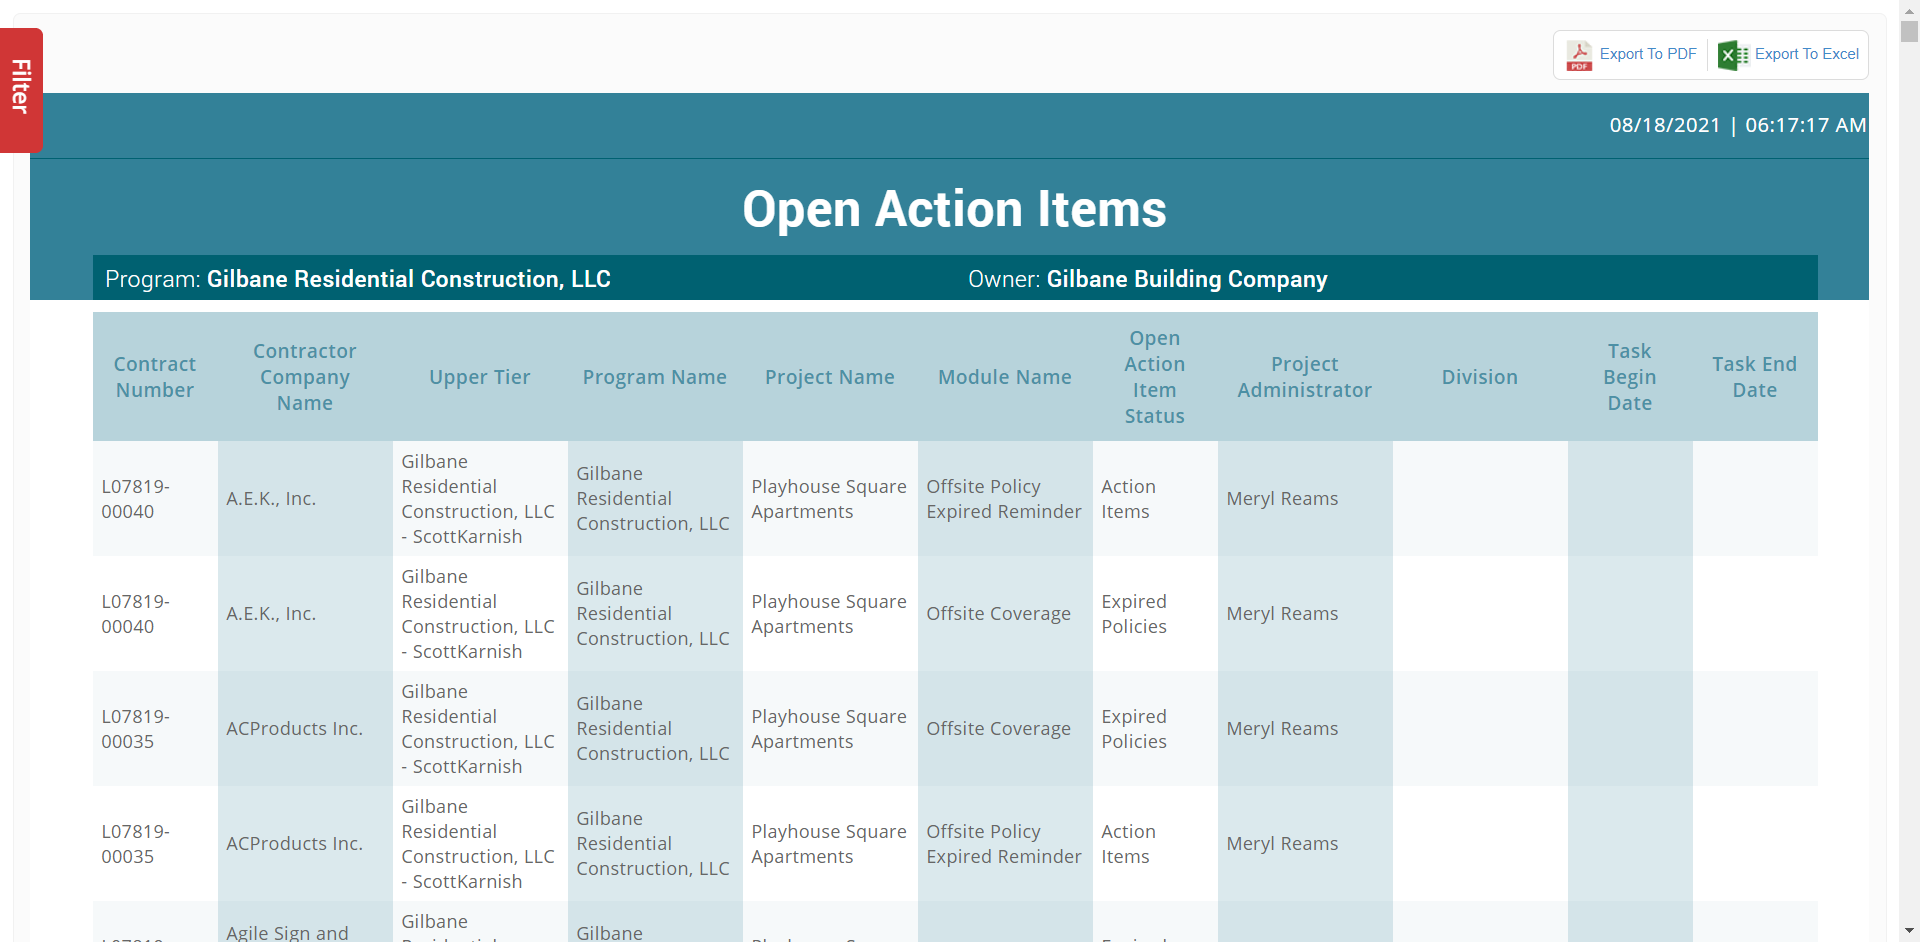 Filter
PDF
Export To PDF
Export To Excel
08/18/2021 | 06:17:17 AM
Open Action Items
Program: Gilbane Residential Construction, LLC
Owner: Gilbane Building Company
Contract
Number
Contractor
Company
Name
Upper Tier
Program Name
Project Name
Module Name
Open
Action
Item
Status
Project
Administrator
Division
Task
Begin
Date
Task End
Date
L07819-
00040
A.E.K., Inc.
Gilbane
Residential
Construction, LLC
- ScottKarnish
Gilbane
Residential
Construction, LLC
Playhouse Square
Apartments
Offsite Policy
Expired Reminder
Action
Items
Meryl Reams
L07819-
00040
A.E.K., Inc.
Gilbane
Residential
Construction, LLC
- ScottKarnish
Gilbane
Residential
Construction, LLC
Playhouse Square
Apartments
Offsite Coverage
Expired
Policies
Meryl Reams
L07819-
00035
ACProducts Inc.
Gilbane
Residential
Construction, LLC
- ScottKarnish
Gilbane
Residential
Construction, LLC
Playhouse Square
Apartments
Offsite Coverage
Expired
Policies
Meryl Reams
L07819-
00035
ACProducts Inc.
Gilbane
Residential
Construction, LLC
- ScottKarnish
Gilbane
Residential
Construction, LLC
Playhouse Square
Apartments
Offsite Policy
Expired Reminder
Action
Items
Meryl Reams
Agile Sign and
Gilbane
Gilbane